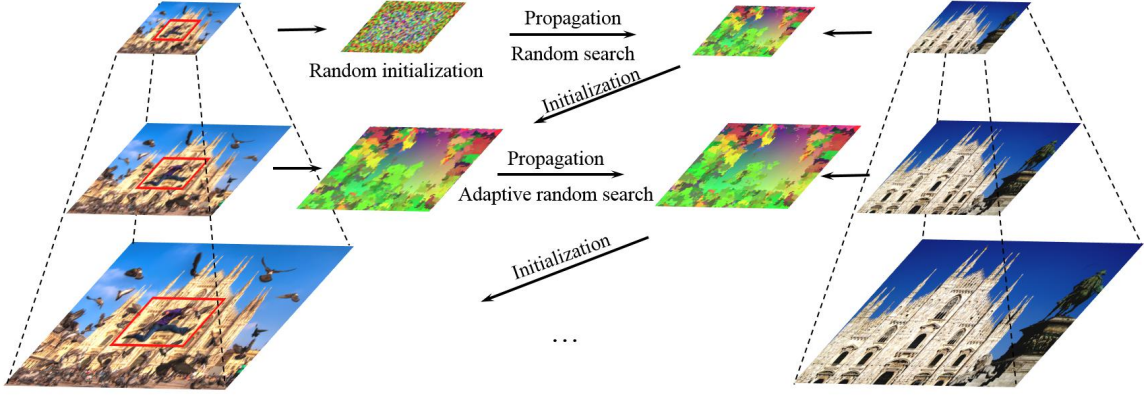 Propagation
Random search
Random initialization
Initialization
Propagation
Adaptive random search
Initialization
...